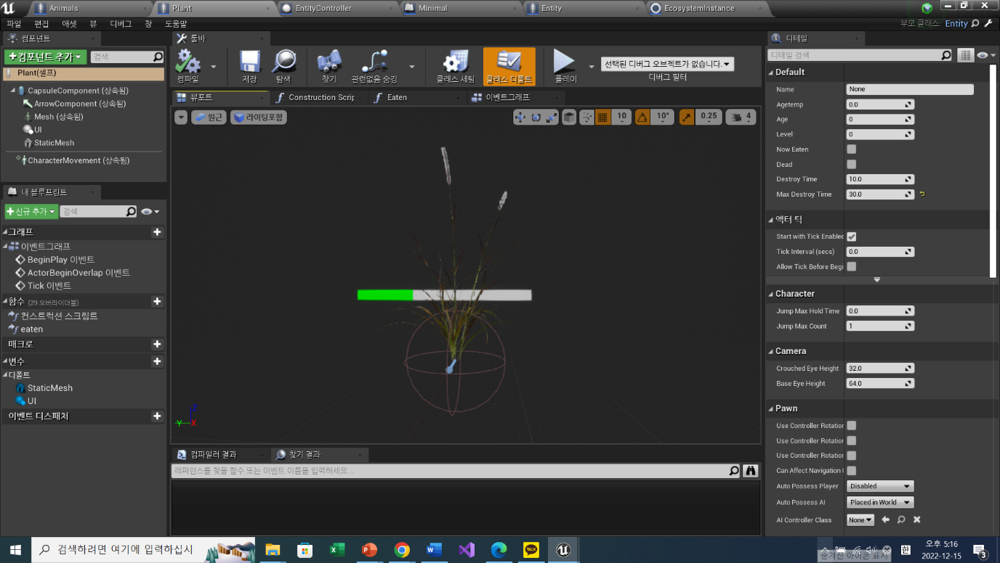 Animals
Plant
EntityController
Minimal
Entity
EcosystemInstance
파일 편집 애셋 뷰 디버그 창 도움말
부모 클래스: Entity
컴포넌트
+컴포넌트 추가
검색
Plant(셀프)
CapsuleComponent (상속됨)
ArrowComponent (상속됨)
Mesh (상속됨)
UI
StaticMesh
CharacterMovement (상속됨)
내 블루프린트
+신규 추가
검색
그래프
이벤트그래프
BeginPlay 이벤트
ActorBeginOverlap 이벤트
Tick 이벤트
함수 (29 오버라이더블)
컨스트럭션 스크립트
eaten
매크로
변수
디폴트
StaticMesh
UI
이벤트 디스패처
툴바
컴파일
저장
탐색
찾기
관련없음 숨김
클래스 세팅
클래스 디폴트
플레이
선택된 디버그 오브젝트가 없습니다.
디버그 필터
뷰포트
Construction Scrip
Eaten
이벤트그래프
원근
라이팅포함
10
10°
0.25
4
Z
Y
X
컴파일러 결과
찾기 결과
레퍼런스를 찾을 함수 또는 이벤트 이름을 입력하세요...
디테일
디테일 검색
Default
Name None
Agetemp 0.0
Age 0
Level 0
Now Eaten
Dead
Destroy Time 10.0
Max Destroy Time 30.0
액터 틱
Start with Tick Enabled
Tick Interval (secs) 0.0
Allow Tick Before Begi
Character
Jump Max Hold Time 0.0
Jump Max Count 1
Camera
Crouched Eye Height 32.0
Base Eye Height 64.0
Pawn
Use Controller Rotation
Use Controller Rotation
Use Controller Rotation
Can Affect Navigation G
Auto Possess Player Disabled
Auto Possess AI Placed in World
AI Controller Class None
검색하려면 여기에 입력하십시
TALK
한
오후 5:16
2022-12-15
3
숨겨진 아이콘 표시